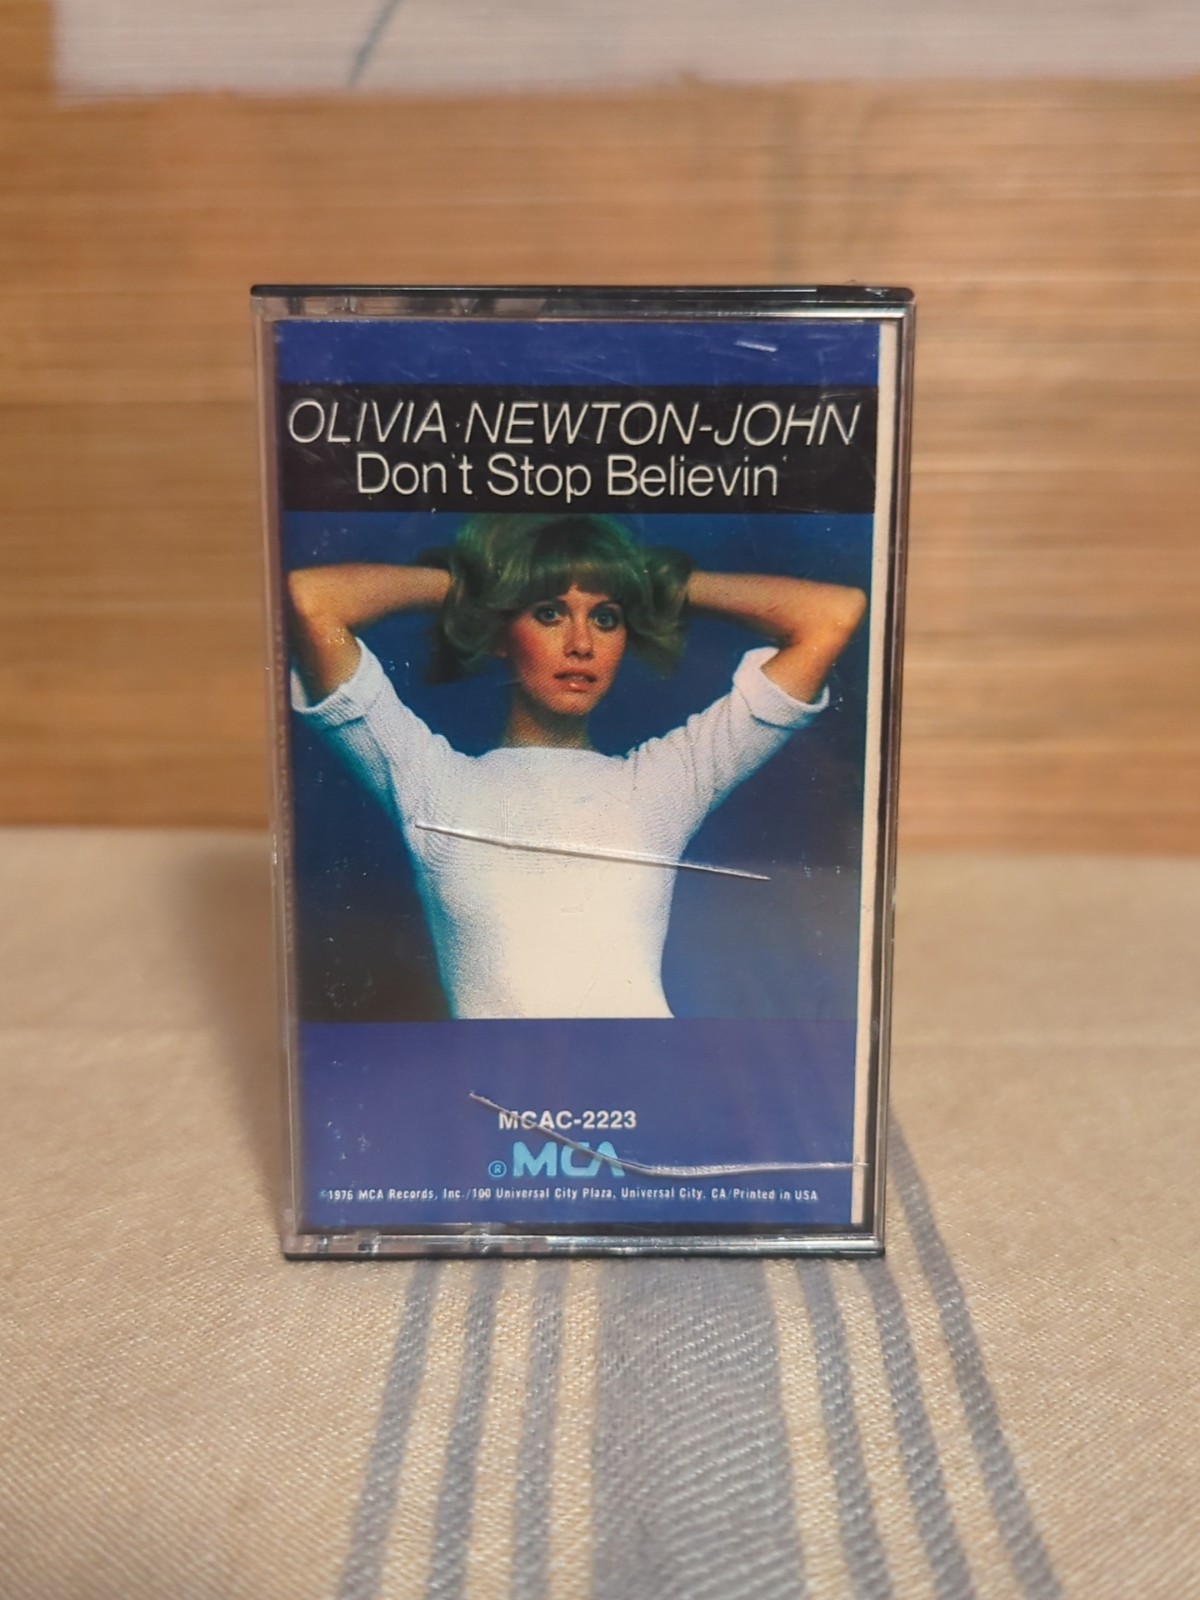 OLIVIA NEWTON-JOHN
Don't Stop Believin'
MCAC-2223
® MCA
©1976 MCA Records, Inc./100 Universal City Plaza, Universal City, CA/Printed in USA